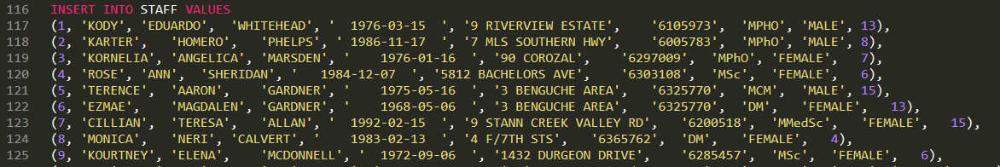 116 INSERT INTO STAFF VALUES
117 (1, 'KODY', 'EDUARDO', 'WHITEHEAD', ' 1976-03-15 ', '9 RIVERVIEW ESTATE', '6105973', 'MPHO', 'MALE', 13),
118 (2, 'KARTER', 'HOMERO', 'PHELPS', ' 1986-11-17 ', '7 MLS SOUTHERN HWY', '6005783', 'MPhO', 'MALE', 8),
119 (3, 'KORNELIA', 'ANGELICA', 'MARSDEN', ' 1976-01-16 ', '90 COROZAL', '6297009', 'MPhO', 'FEMALE', 7),
120 (4, 'ROSE', 'ANN', 'SHERIDAN', ' 1984-12-07 ', '5812 BACHELORS AVE', '6303108', 'MSc', 'FEMALE', 6),
121 (5, 'TERENCE', 'AARON', 'GARDNER', ' 1975-05-16 ', '3 BENGUCHE AREA', '6325770', 'MCM', 'MALE', 15),
122 (6, 'EZMAE', 'MAGDALEN', 'GARDNER', ' 1968-05-06 ', '3 BENGUCHE AREA', '6325770', 'DM', 'FEMALE', 13),
123 (7, 'CILLIAN', 'TERESA', 'ALLAN', ' 1992-02-15 ', '9 STANN CREEK VALLEY RD', '6200518', 'MMedSc', 'FEMALE', 15),
124 (8, 'MONICA', 'NERI', 'CALVERT', ' 1983-02-13 ', '4 F/7TH STS', '6365762', 'DM', 'FEMALE', 4),
125 (9, 'KOURTNEY', 'ELENA', 'MCDONNELL', ' 1972-09-06 ', '1432 DURGEON DRIVE', '6285457', 'MSc', 'FEMALE', 6),